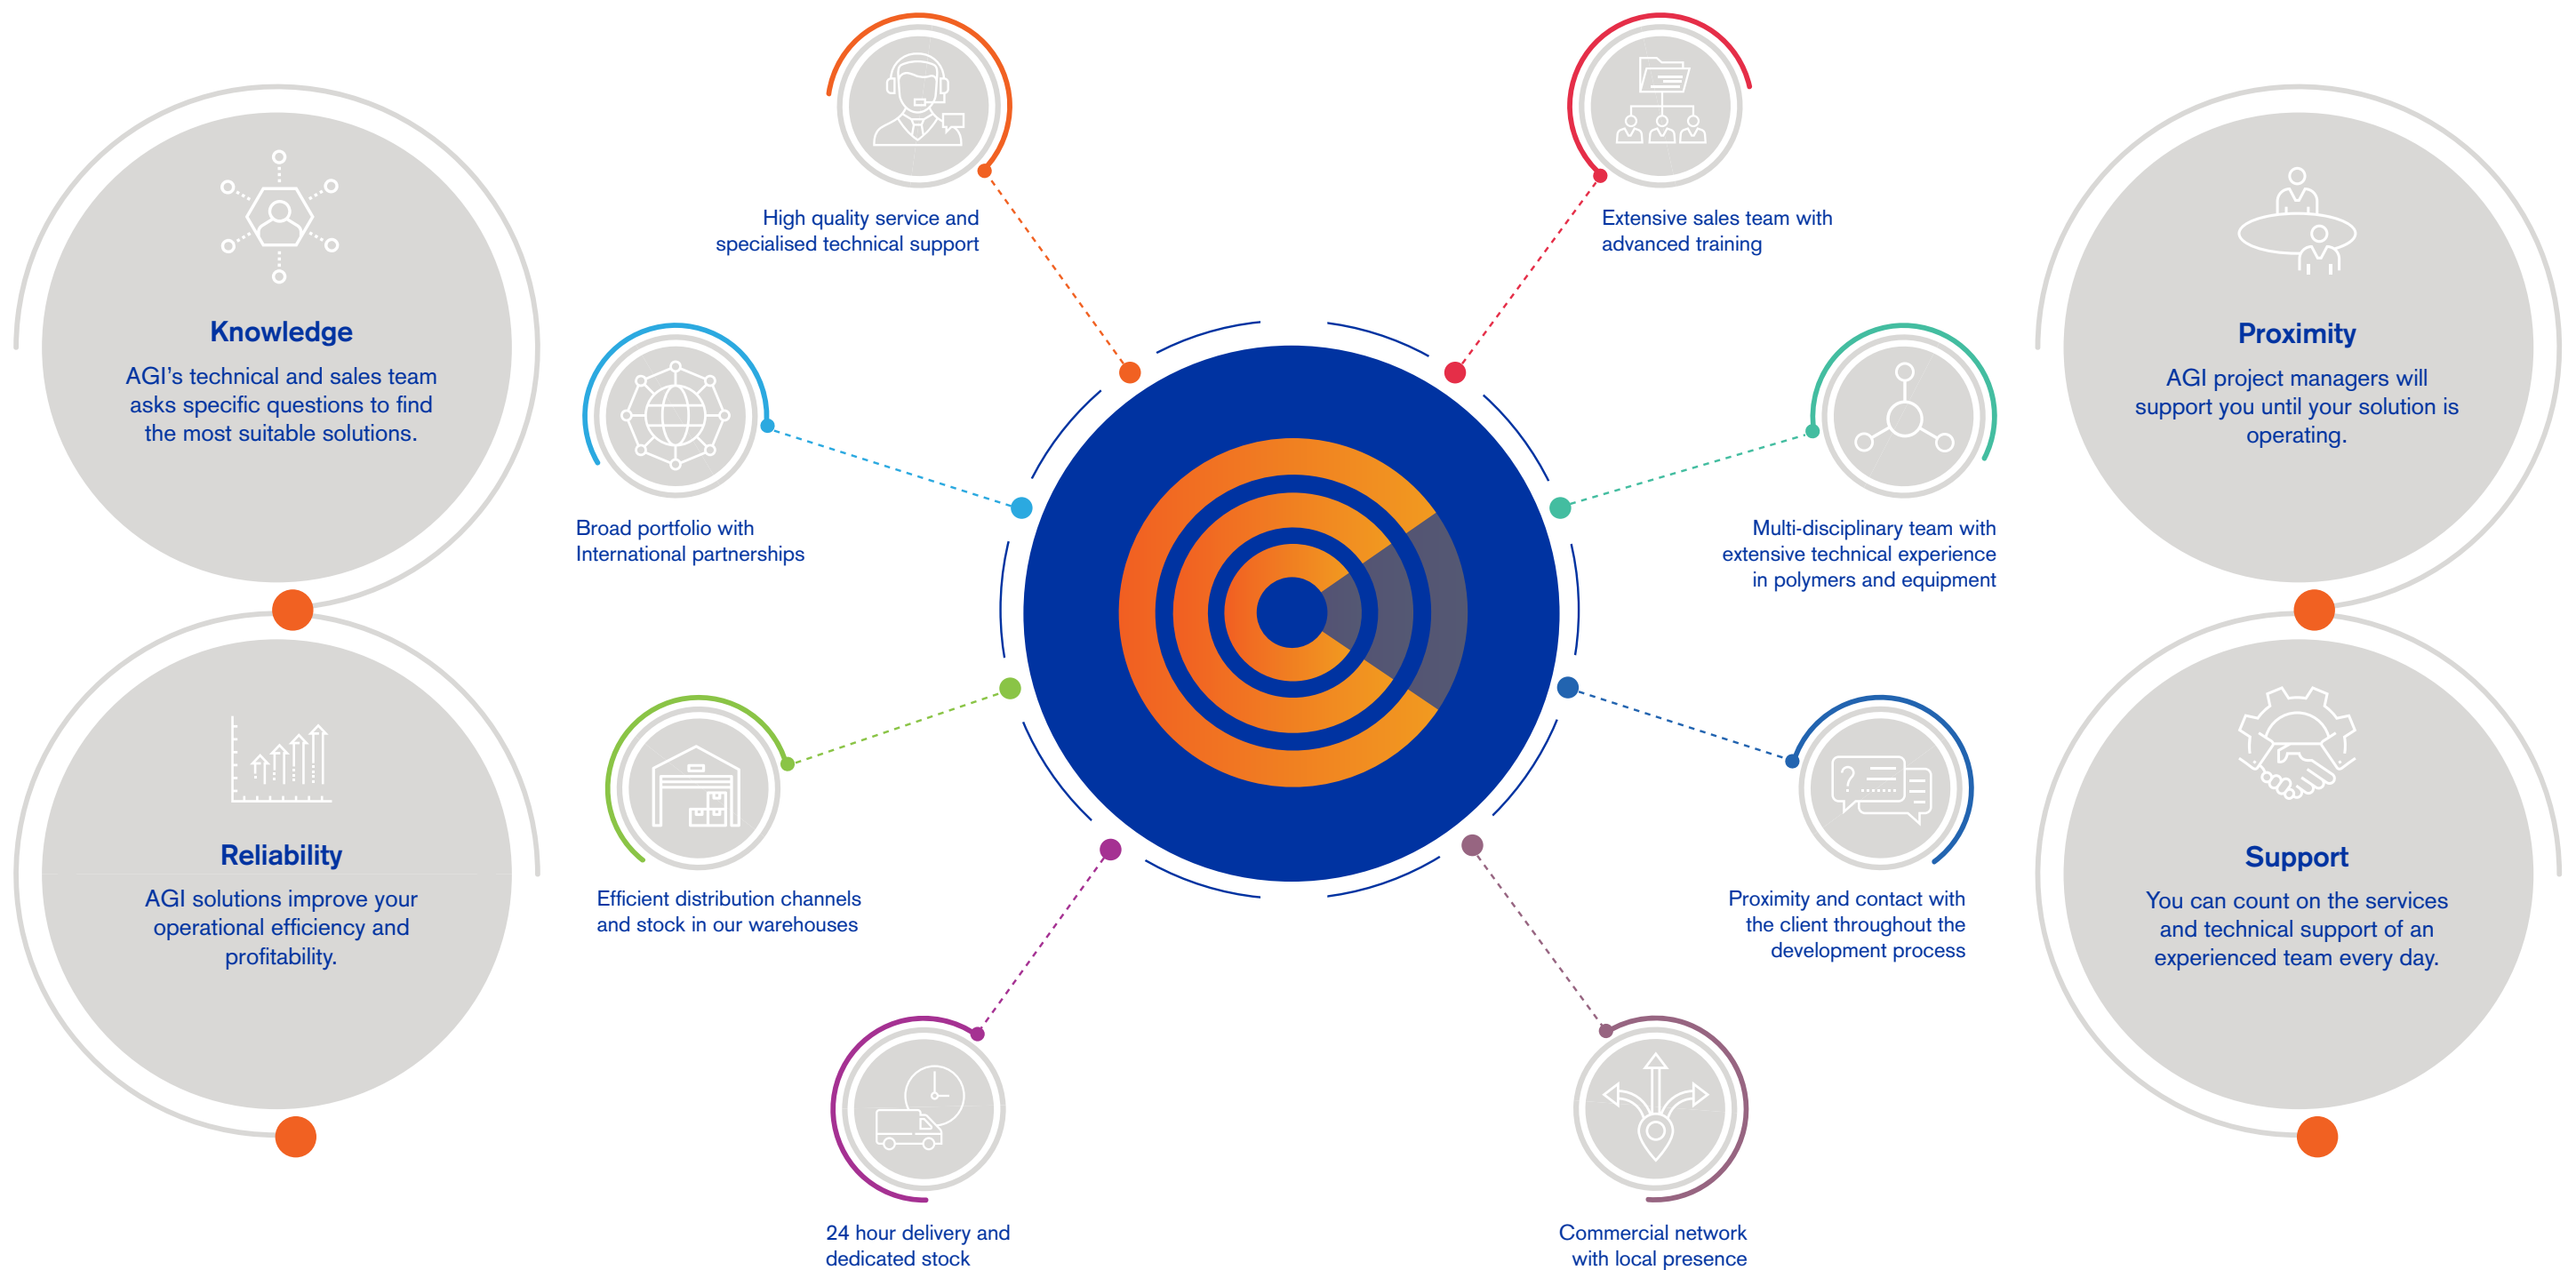 Knowledge
AGI’s technical and sales team
asks specific questions to find
the most suitable solutions.
Reliability
AGI solutions improve your
operational efficiency and
profitability.
High quality service and
specialised technical support
Broad portfolio with
International partnerships
Efficient distribution channels
and stock in our warehouses
24 hour delivery and
dedicated stock
Extensive sales team with
advanced training
Multi-disciplinary team with
extensive technical experience
in polymers and equipment
Proximity and contact with
the client throughout the
development process
Commercial network
with local presence
Proximity
AGI project managers will
support you until your solution is
operating.
Support
You can count on the services
and technical support of an
experienced team every day.